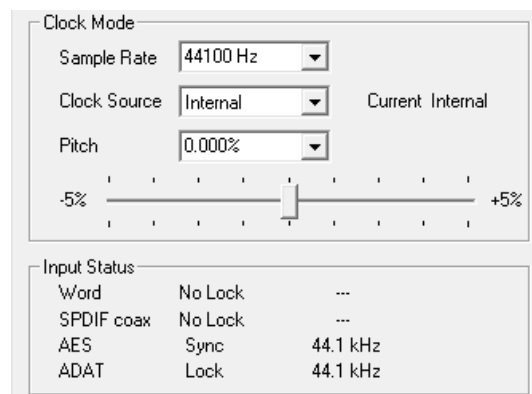 Clock Mode
Sample Rate 44100 Hz
Clock Source Internal Current Internal
Pitch 0.000%
-5% +5%
Input Status
Word No Lock ---
SPDIF coax No Lock ---
AES Sync 44.1 kHz
ADAT Lock 44.1 kHz